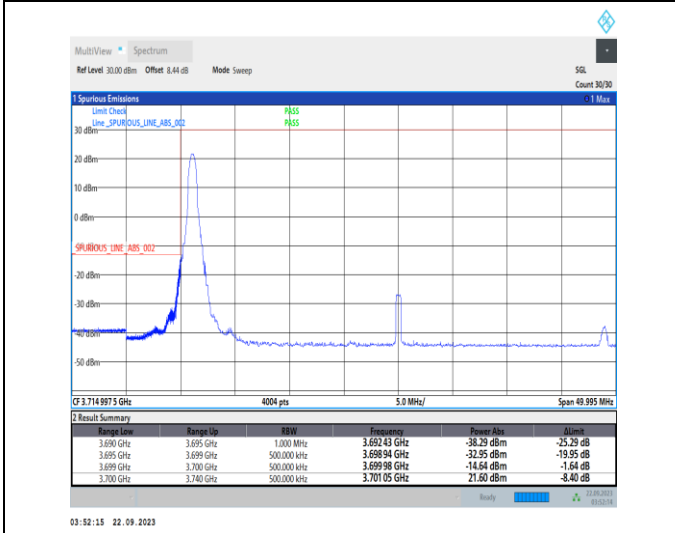 MultiView Spectrum
Ref Level 30.00 dBm Offset 8.44 dB Mode Sweep SGL
Count 30/30
1 Spurious Emissions 1 Max
Limit Check PASS
Line _SPURIOUS_LINE_ABS_002 PASS
30 dBm
20 dBm
10 dBm
0 dBm
SPURIOUS_LINE_ABS_002
-20 dBm
-30 dBm
-40 dBm
-50 dBm
CF 3.714 997 5 GHz 4004 pts 5.0 MHz/ Span 49.995 MHz
2 Result Summary
Range Low Range Up RBW Frequency Power Abs ΔLimit
3.690 GHz 3.695 GHz 1.000 MHz 3.692 43 GHz -38.29 dBm -25.29 dB
3.695 GHz 3.699 GHz 500.000 kHz 3.698 94 GHz -32.95 dBm -19.95 dB
3.699 GHz 3.700 GHz 500.000 kHz 3.699 98 GHz -14.64 dBm -1.64 dB
3.700 GHz 3.740 GHz 500.000 kHz 3.701 05 GHz 21.60 dBm -8.40 dB
Ready 22.09.2023
03:52:14
03:52:15 22.09.2023